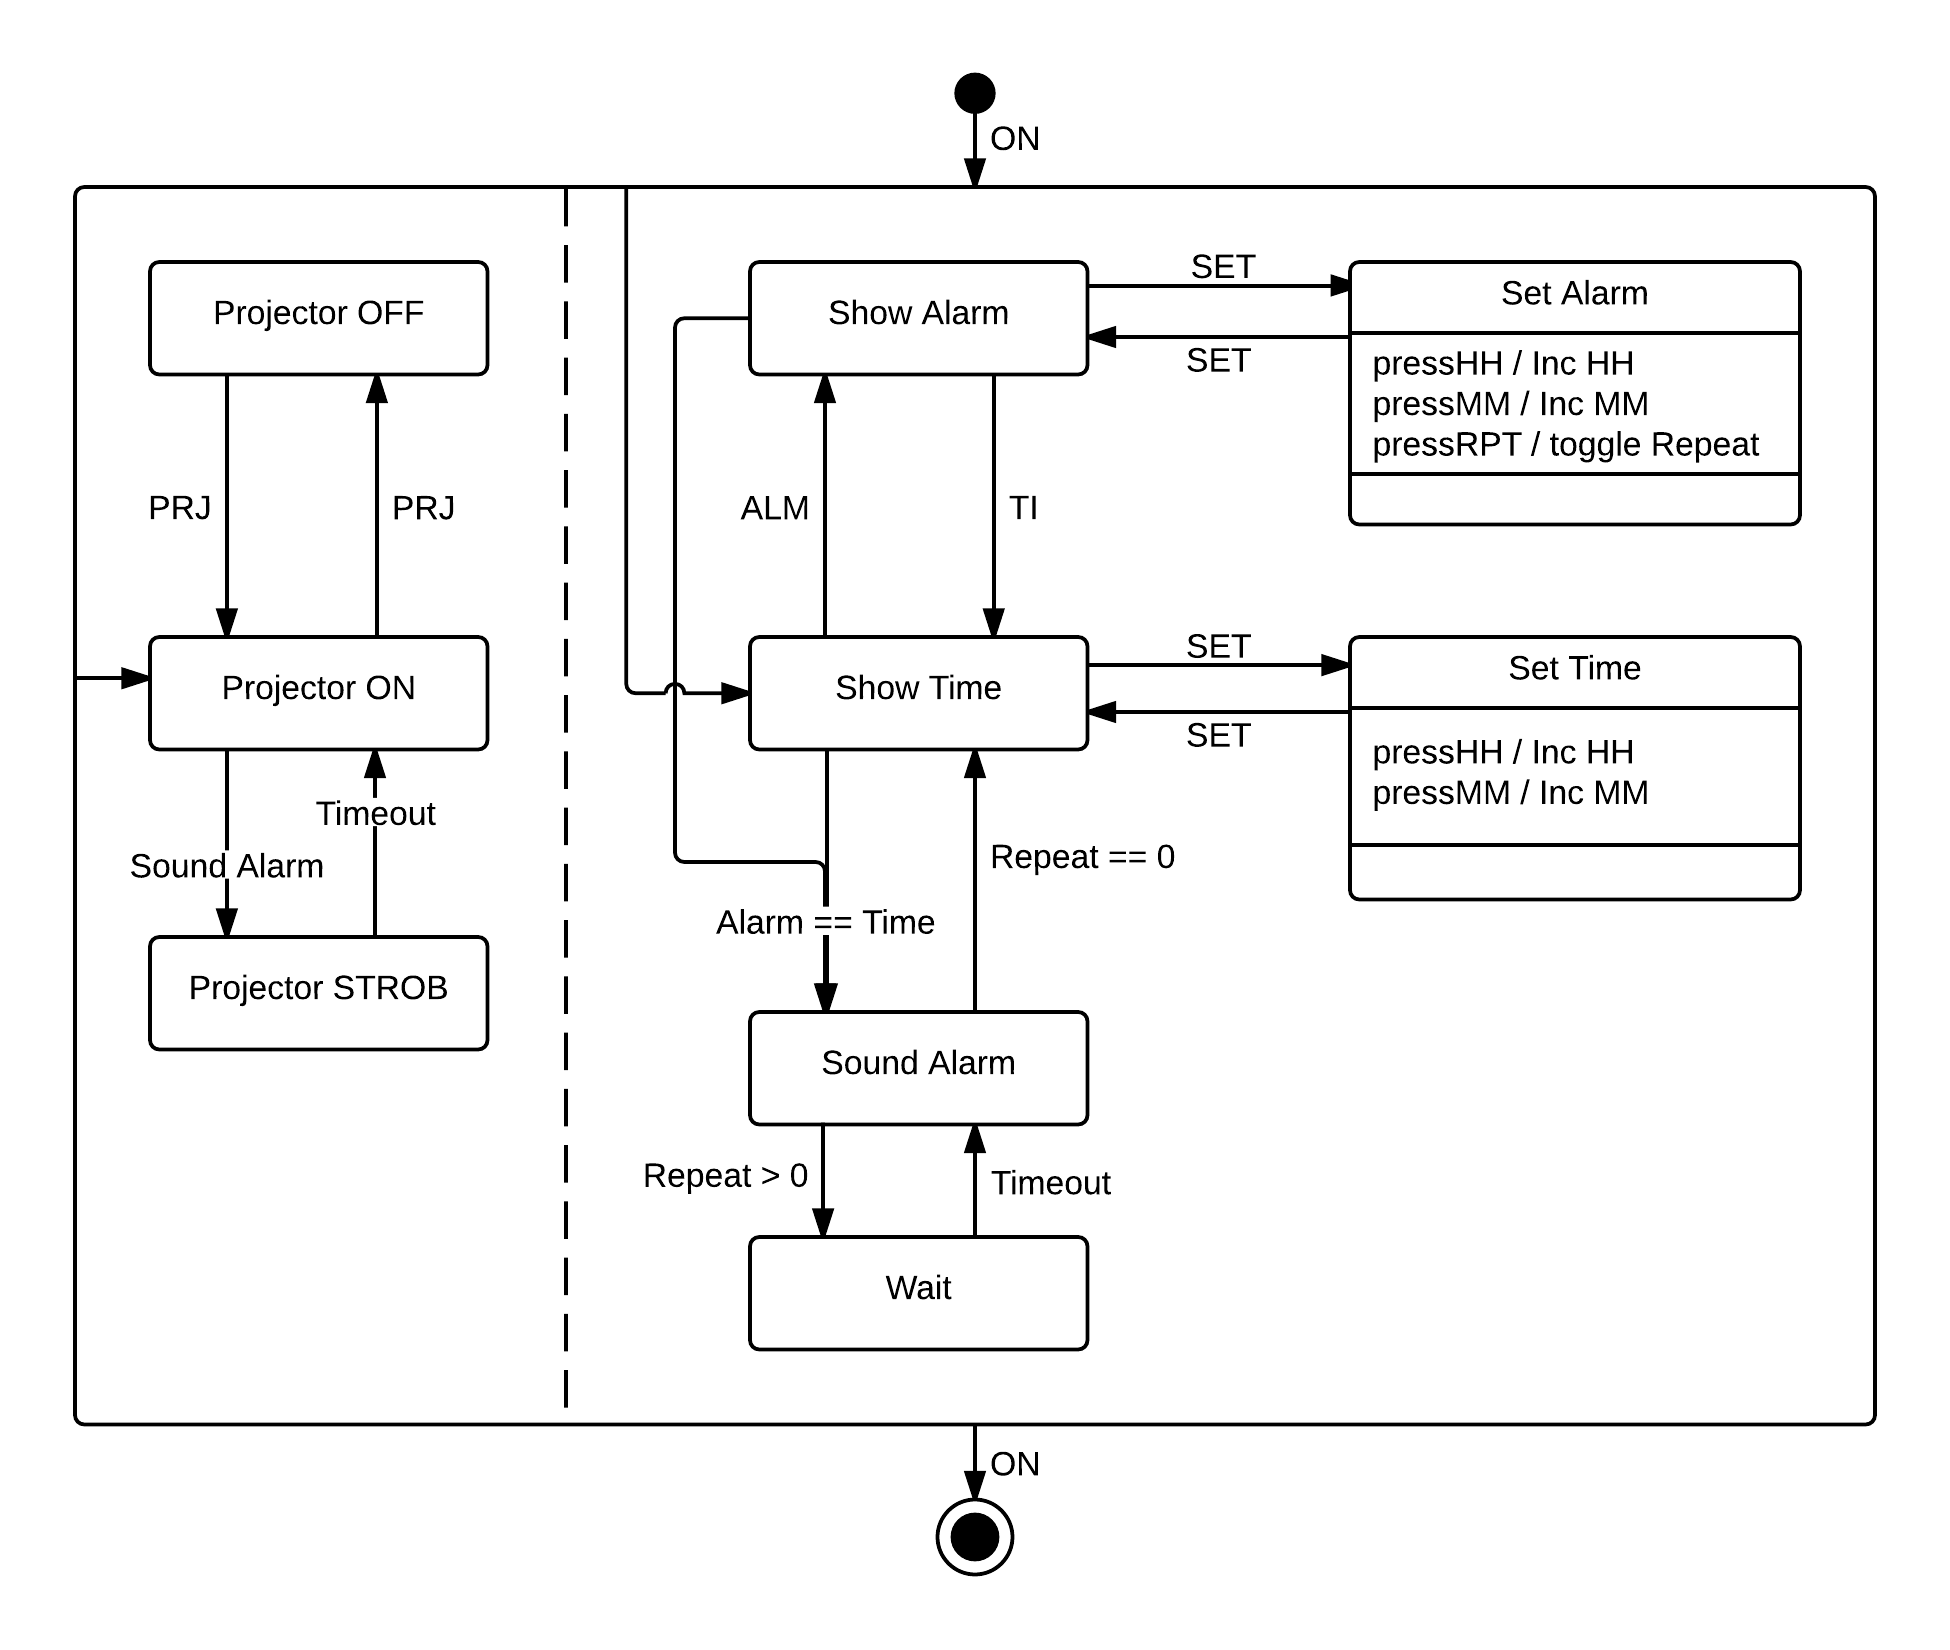 ON
Projector OFF
PRJ
PRJ
Projector ON
Timeout
Sound Alarm
Projector STROB
Show Alarm
SET
SET
Set Alarm
pressHH / Inc HH
pressMM / Inc MM
pressRPT / toggle Repeat
ALM
TI
Show Time
SET
SET
Set Time
pressHH / Inc HH
pressMM / Inc MM
Repeat == 0
Alarm == Time
Sound Alarm
Repeat > 0
Timeout
Wait
ON